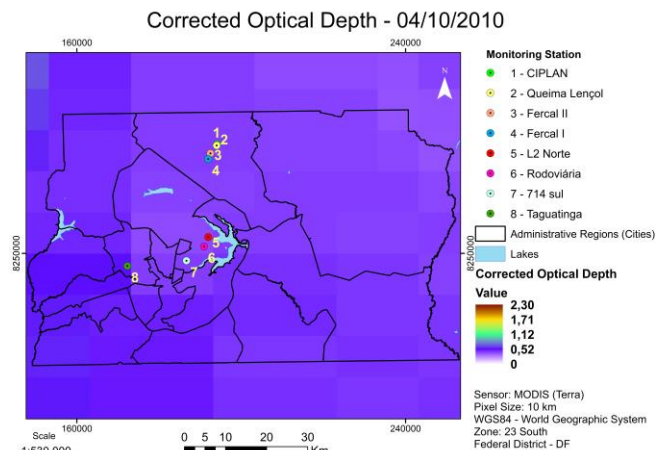 Corrected Optical Depth - 04/10/2010
160000
240000
N
1
2
3
4
5
6
7
8
8250000
8250000
160000
240000
Scale
1:530.000
0 5 10 20 30
Km
Monitoring Station
1 - CIPLAN
2 - Queima Lençol
3 - Fercal II
4 - Fercal I
5 - L2 Norte
6 - Rodoviária
7 - 714 sul
8 - Taguatinga
Administrative Regions (Cities)
Lakes
Corrected Optical Depth
Value
2,30
1,71
1,12
0,52
0
Sensor: MODIS (Terra)
Pixel Size: 10 km
WGS84 - World Geographic System
Zone: 23 South
Federal District - DF